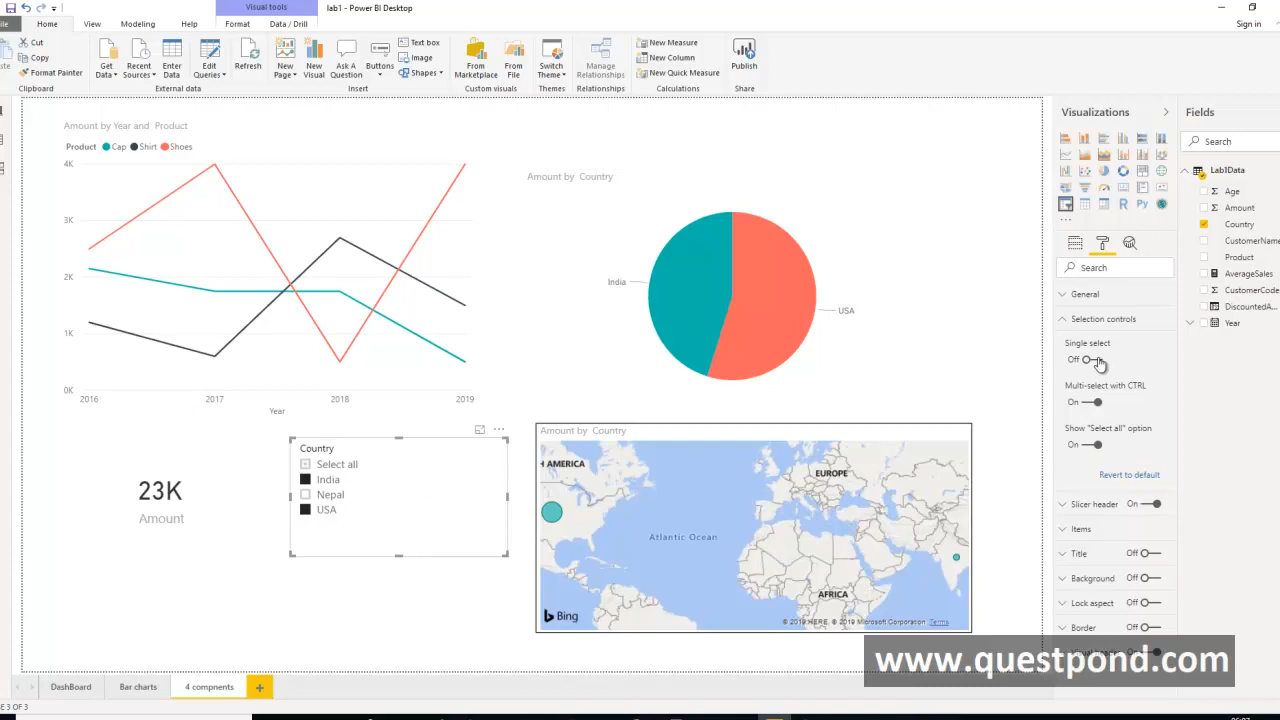 Visual tools
lab1 - Power BI Desktop
Home
View
Modeling
Help
Format
Data / Drill
Sign in
Cut
Copy
Format Painter
Clipboard
Get Data
Recent Sources
Enter Data
Edit Queries
Refresh
External data
New Page
New Visual
Ask A Question
Buttons
Text box
Image
Shapes
Insert
From Marketplace
From File
Custom visuals
Switch Theme
Themes
Manage Relationships
Relationships
New Measure
New Column
New Quick Measure
Calculations
Publish
Share
Amount by Year and Product
Product Cap Shirt Shoes
4K
3K
2K
1K
0K
2016 2017 2018 2019
Year
Amount by Country
India
USA
23K
Amount
Country
Select all
India
Nepal
USA
Amount by Country
H AMERICA
EUROPE
Atlantic Ocean
AFRICA
Bing
© 2019 HERE, © 2019 Microsoft Corporation Terms
Visualizations
Search
General
Selection controls
Single select
Off
Multi-select with CTRL
On
Show "Select all" option
On
Revert to default
Slicer header On
Items
Title Off
Background Off
Lock aspect Off
Border Off
Fields
Search
Lab1Data
Age
Amount
Country
CustomerName
Product
AverageSales
CustomerCode
DiscountedA...
Year
www.questpond.com
DashBoard
Bar charts
4 compnents
E 3 OF 3